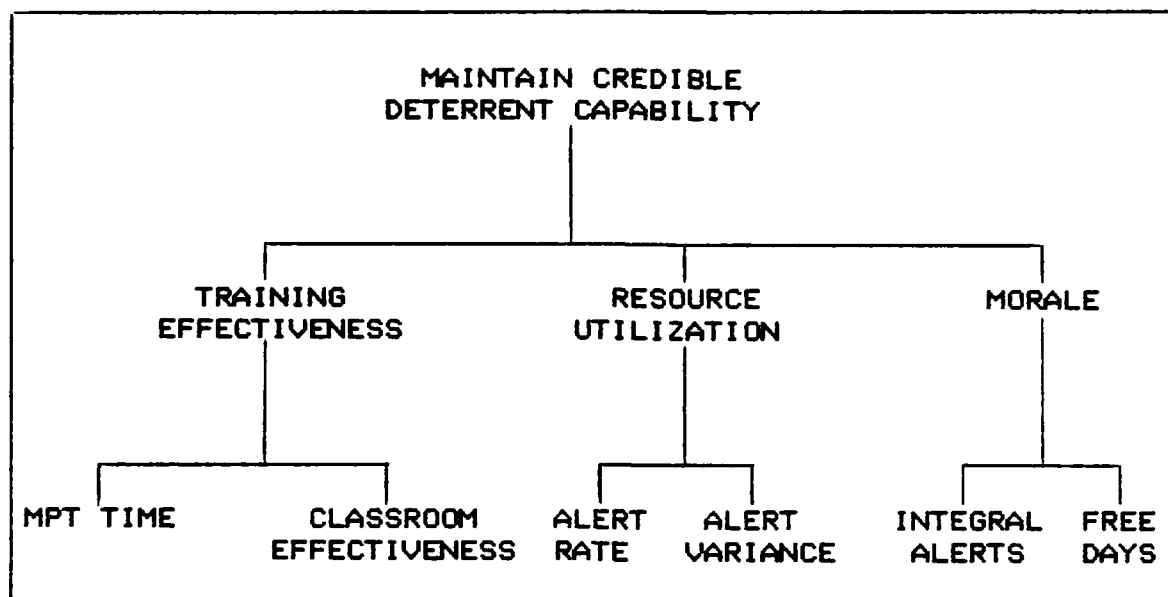 MAINTAIN CREDIBLE
DETERRENT CAPABILITY
TRAINING
EFFECTIVENESS
RESOURCE
UTILIZATION
MORALE
MPT TIME
CLASSROOM
EFFECTIVENESS
ALERT
RATE
ALERT
VARIANCE
INTEGRAL
ALERTS
FREE
DAYS